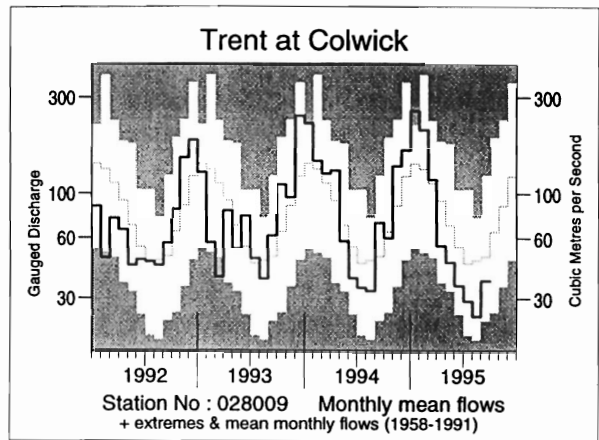 Trent at Colwick
Gauged Discharge
300
100
60
30
300
100
60
30
Cubic Metres per Second
1992 1993 1994 1995
Station No : 028009 Monthly mean flows
+ extremes & mean monthly flows (1958-1991)